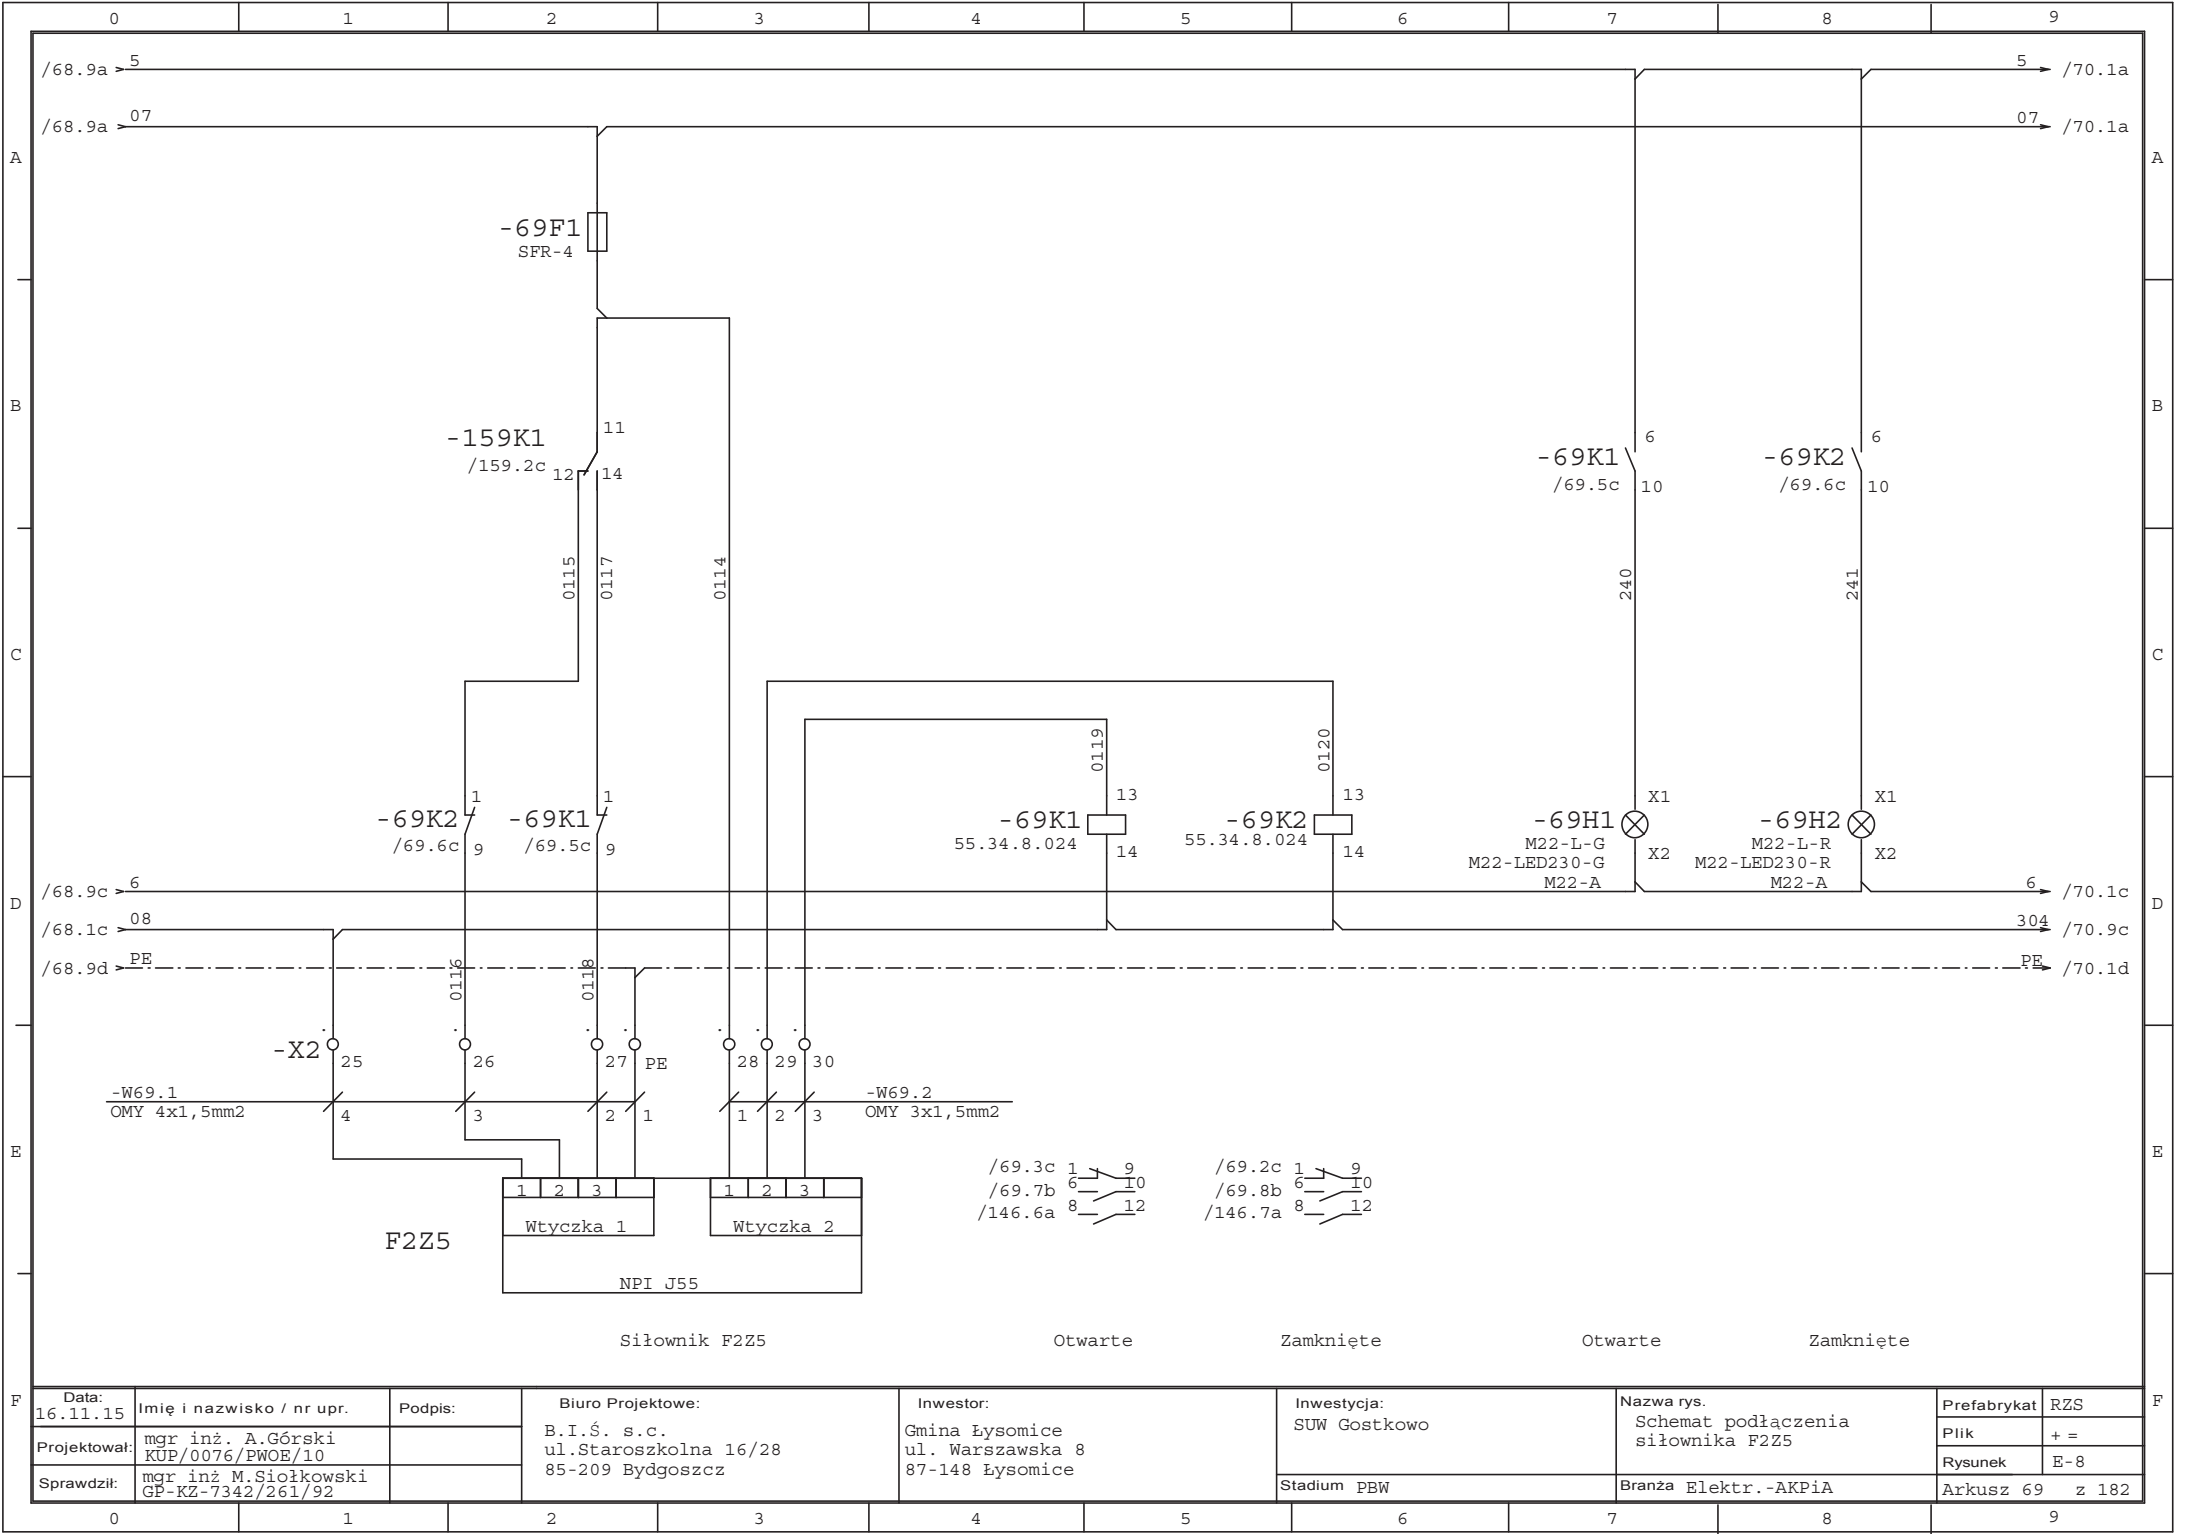 0 1 2 3 4 5 6 7 8 9
/68.9a 5 5 /70.1a
/68.9a 07 07 /70.1a
A A
-69F1
SFR-4
B B
-159K1 11
/159.2c 12 14
-69K1 6
/69.5c 10
-69K2 6
/69.6c 10
0115 0117 0114 240 241
C C
0119 0120
-69K2 1
/69.6c 9
-69K1 1
/69.5c 9
-69K1 13
55.34.8.024 14
-69K2 13
55.34.8.024 14
-69H1 X1
M22-L-G X2
M22-LED230-G
M22-A
-69H2 X1
M22-L-R X2
M22-LED230-R
M22-A
/68.9c 6 6 /70.1c
D D
/68.1c 08 304 /70.9c
/68.9d PE PE /70.1d
0116 0118
-X2 25 26 27 PE 28 29 30
-W69.1
OMY 4x1,5mm2
4 3 2 1 1 2 3
-W69.2
OMY 3x1,5mm2
E E
/69.3c 1 9
/69.7b 6 10
/146.6a 8 12
/69.2c 1 9
/69.8b 6 10
/146.7a 8 12
1 2 3 1 2 3
Wtyczka 1 Wtyczka 2
F2Z5
NPI J55
Siłownik F2Z5 Otwarte Zamknięte Otwarte Zamknięte
F F
Data:
16.11.15
Imię i nazwisko / nr upr.
Podpis:
Projektował:
mgr inż. A.Górski
KUP/0076/PWOE/10
Sprawdził:
mgr inż M.Siołkowski
GP-KZ-7342/261/92
Biuro Projektowe:
B.I.Ś. s.c.
ul.Staroszkolna 16/28
85-209 Bydgoszcz
Inwestor:
Gmina Łysomice
ul. Warszawska 8
87-148 Łysomice
Inwestycja:
SUW Gostkowo
Stadium PBW
Nazwa rys.
Schemat podłączenia
siłownika F2Z5
Branża Elektr.-AKPiA
Prefabrykat RZS
Plik + =
Rysunek E-8
Arkusz 69 z 182
0 1 2 3 4 5 6 7 8 9